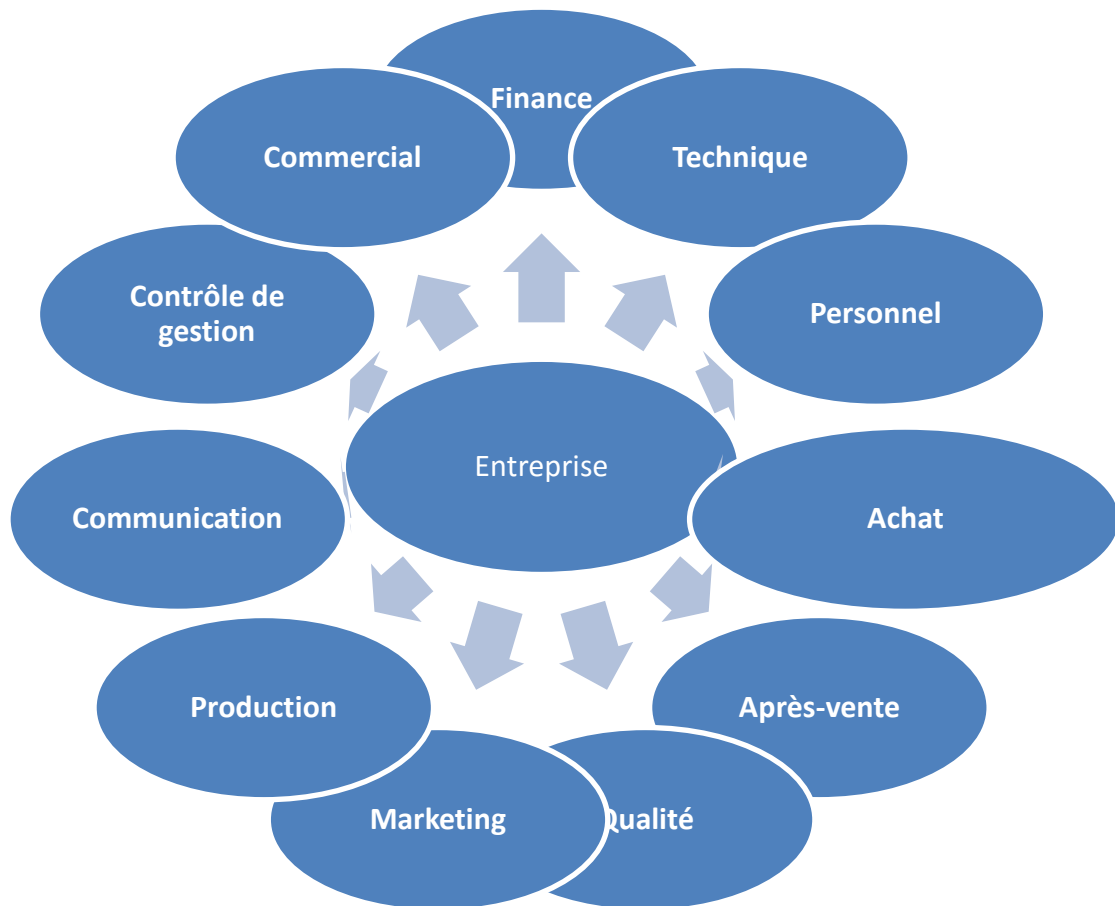 Finance
Technique
Personnel
Achat
Après-vente
Qualité
Marketing
Production
Communication
Contrôle de
gestion
Commercial
Entreprise